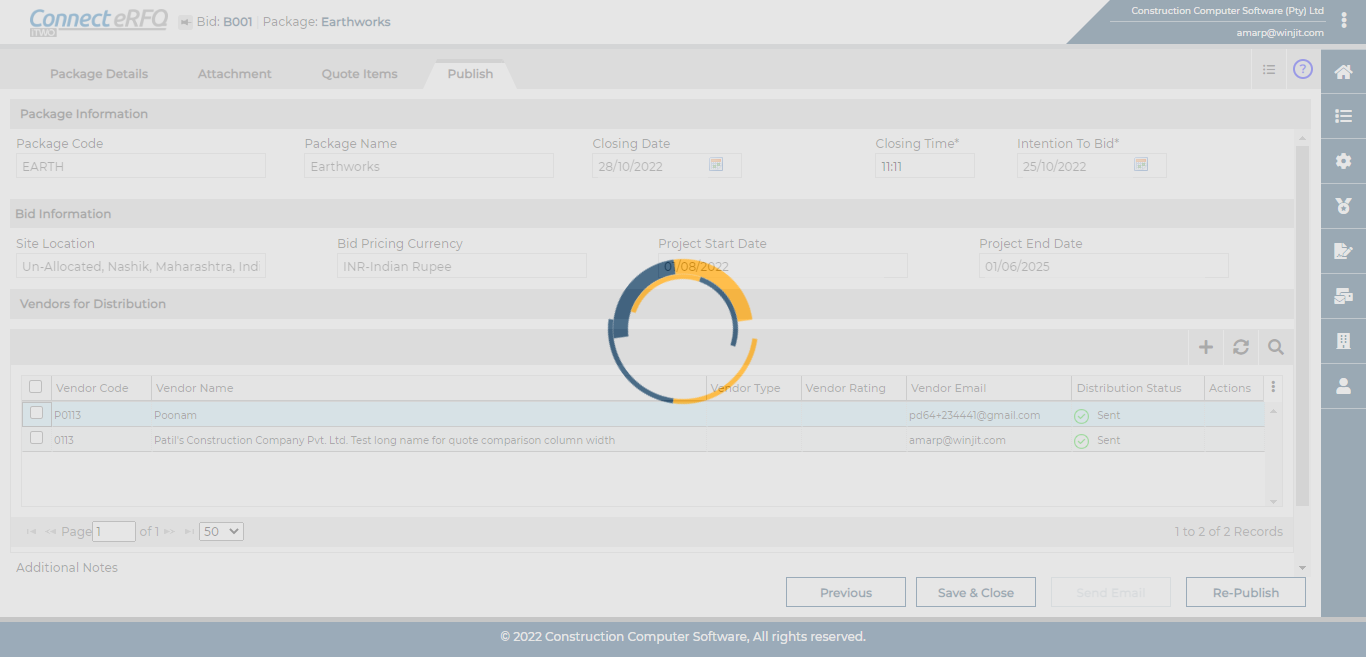 Connect eRFQ
iTWO
Bid: B001 Package: Earthworks
Construction Computer Software (Pty) Ltd
amarp@winjit.com
Package Details Attachment Quote Items Publish
?
Package Information
Package Code Package Name Closing Date Closing Time* Intention To Bid*
EARTH Earthworks 28/10/2022 11:11 25/10/2022
Bid Information
Site Location Bid Pricing Currency Project Start Date Project End Date
Un-Allocated, Nashik, Maharashtra, Indi INR-Indian Rupee 01/08/2022 01/06/2025
Vendors for Distribution
Vendor Code Vendor Name Vendor Type Vendor Rating Vendor Email Distribution Status Actions
P0113 Poonam pd64+234441@gmail.com Sent
0113 Patil's Construction Company Pvt. Ltd. Test long name for quote comparison column width amarp@winjit.com Sent
Page 1 of 1 50 1 to 2 of 2 Records
Additional Notes
Previous Save & Close Send Email Re-Publish
© 2022 Construction Computer Software, All rights reserved.